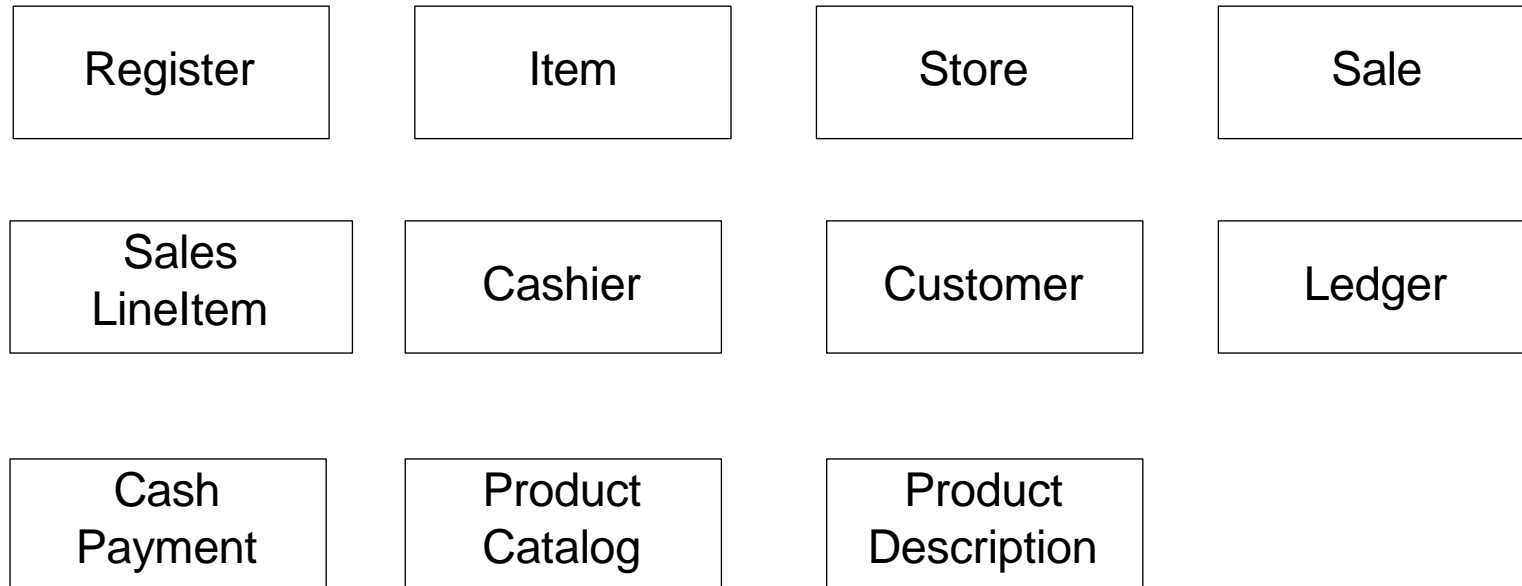 Register
Item
Store
Sale
Sales
LineItem
Cashier
Customer
Ledger
Cash
Payment
Product
Catalog
Product
Description